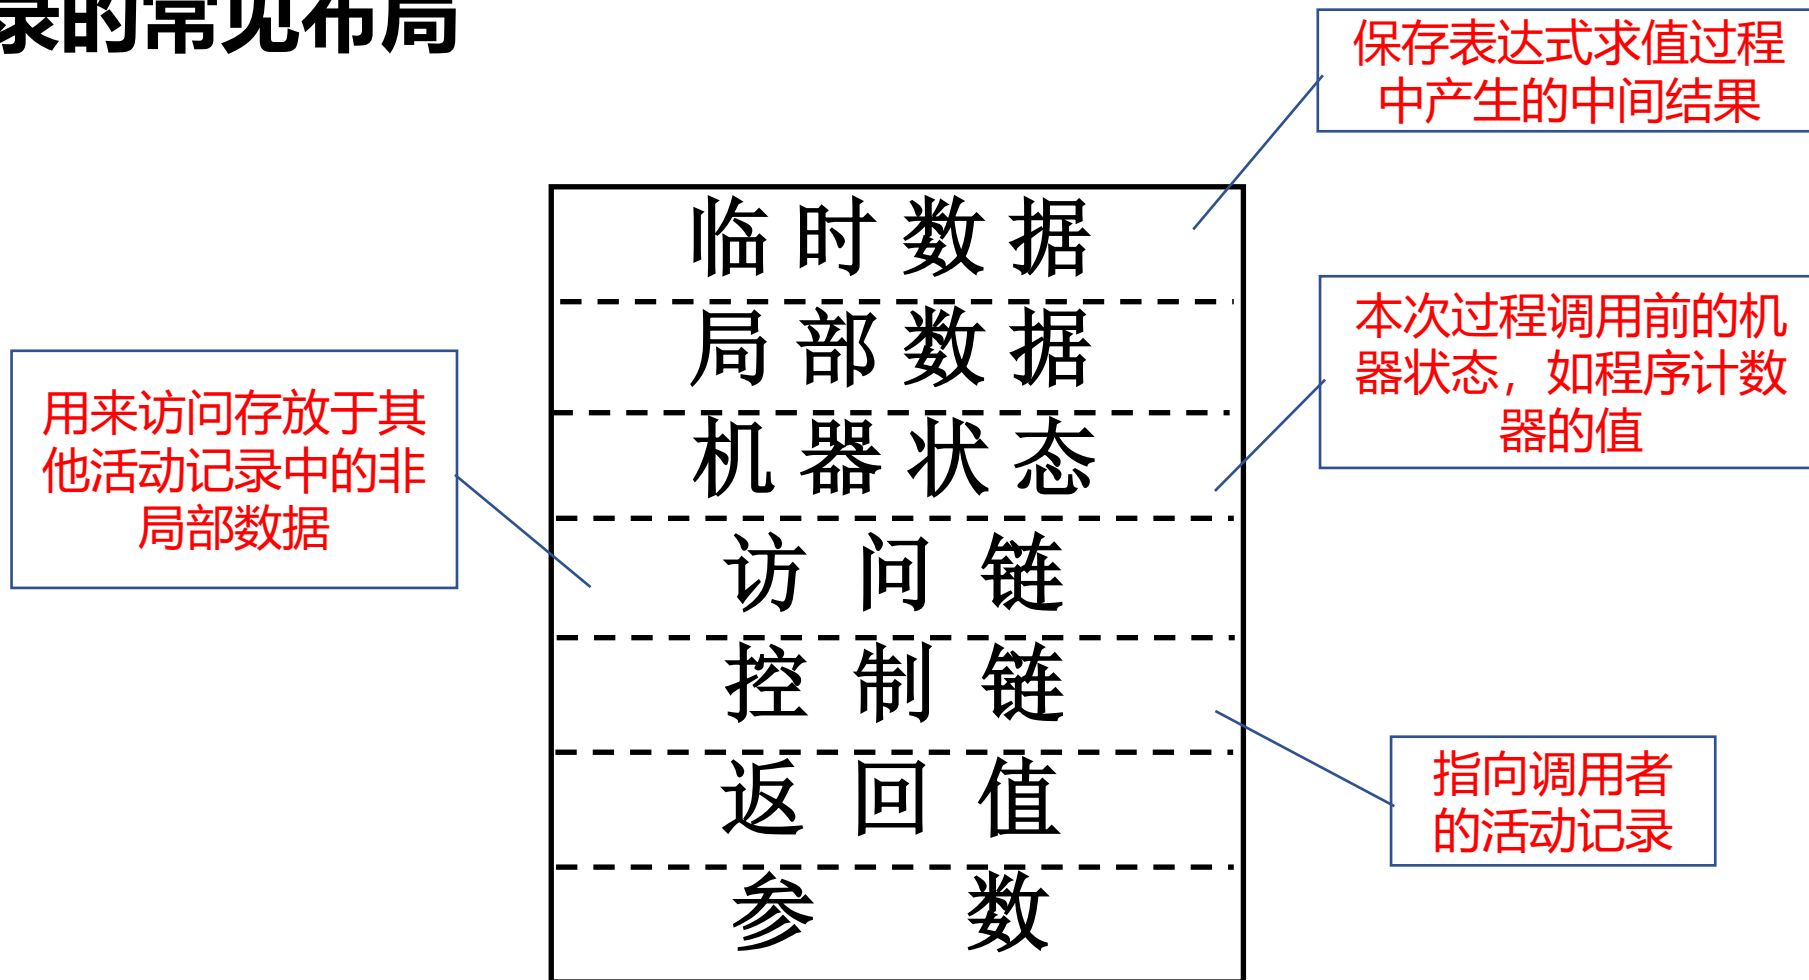 录的常见布局
保存表达式求值过程
中产生的中间结果
临时数据
局部数据
本次过程调用前的机
器状态，如程序计数
器的值
机器状态
用来访问存放于其
他活动记录中的非
局部数据
访问链
控制链
指向调用者
的活动记录
返回值
参数